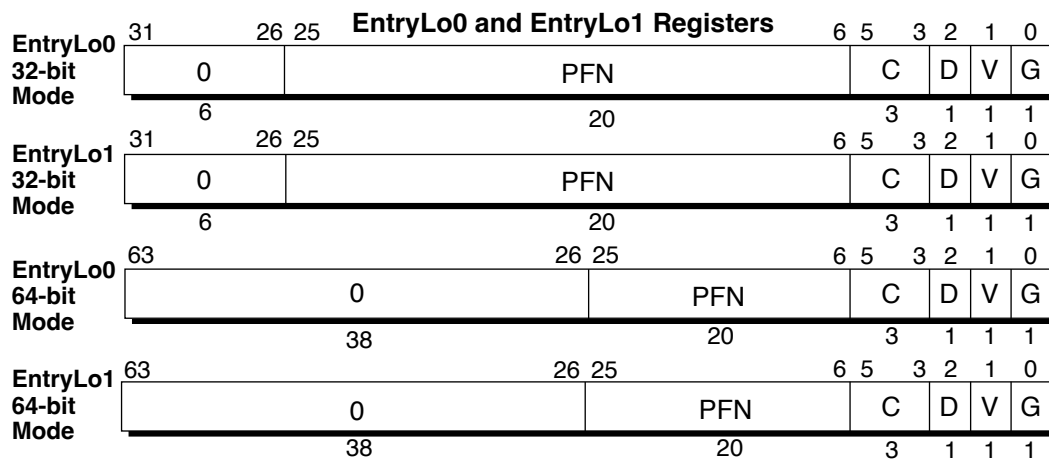 EntryLo0 and EntryLo1 Registers
EntryLo0
32-bit
Mode
31 26 25 6 5 3 2 1 0
0 PFN C D V G
6 20 3 1 1 1
EntryLo1
32-bit
Mode
31 26 25 6 5 3 2 1 0
0 PFN C D V G
6 20 3 1 1 1
EntryLo0
64-bit
Mode
63 26 25 6 5 3 2 1 0
0 PFN C D V G
38 20 3 1 1 1
EntryLo1
64-bit
Mode
63 26 25 6 5 3 2 1 0
0 PFN C D V G
38 20 3 1 1 1